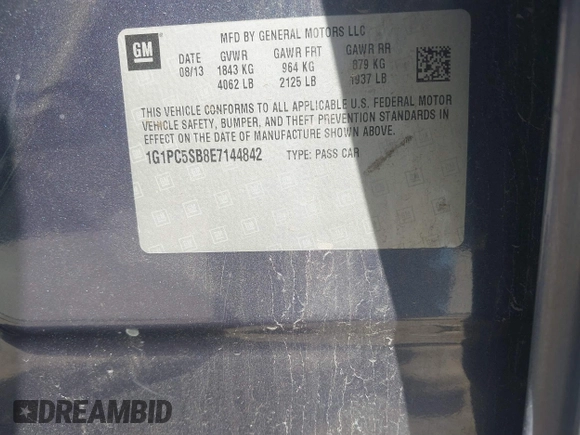 GM
MFD BY GENERAL MOTORS LLC
DATE GVWR GAWR FRT GAWR RR
08/13 1843 KG 964 KG 879 KG
4062 LB 2125 LB 1937 LB
THIS VEHICLE CONFORMS TO ALL APPLICABLE U.S. FEDERAL MOTOR
VEHICLE SAFETY, BUMPER, AND THEFT PREVENTION STANDARDS IN
EFFECT ON THE DATE OF MANUFACTURE SHOWN ABOVE.
1G1PC5SB8E7144842 TYPE: PASS CAR
DREAMBID